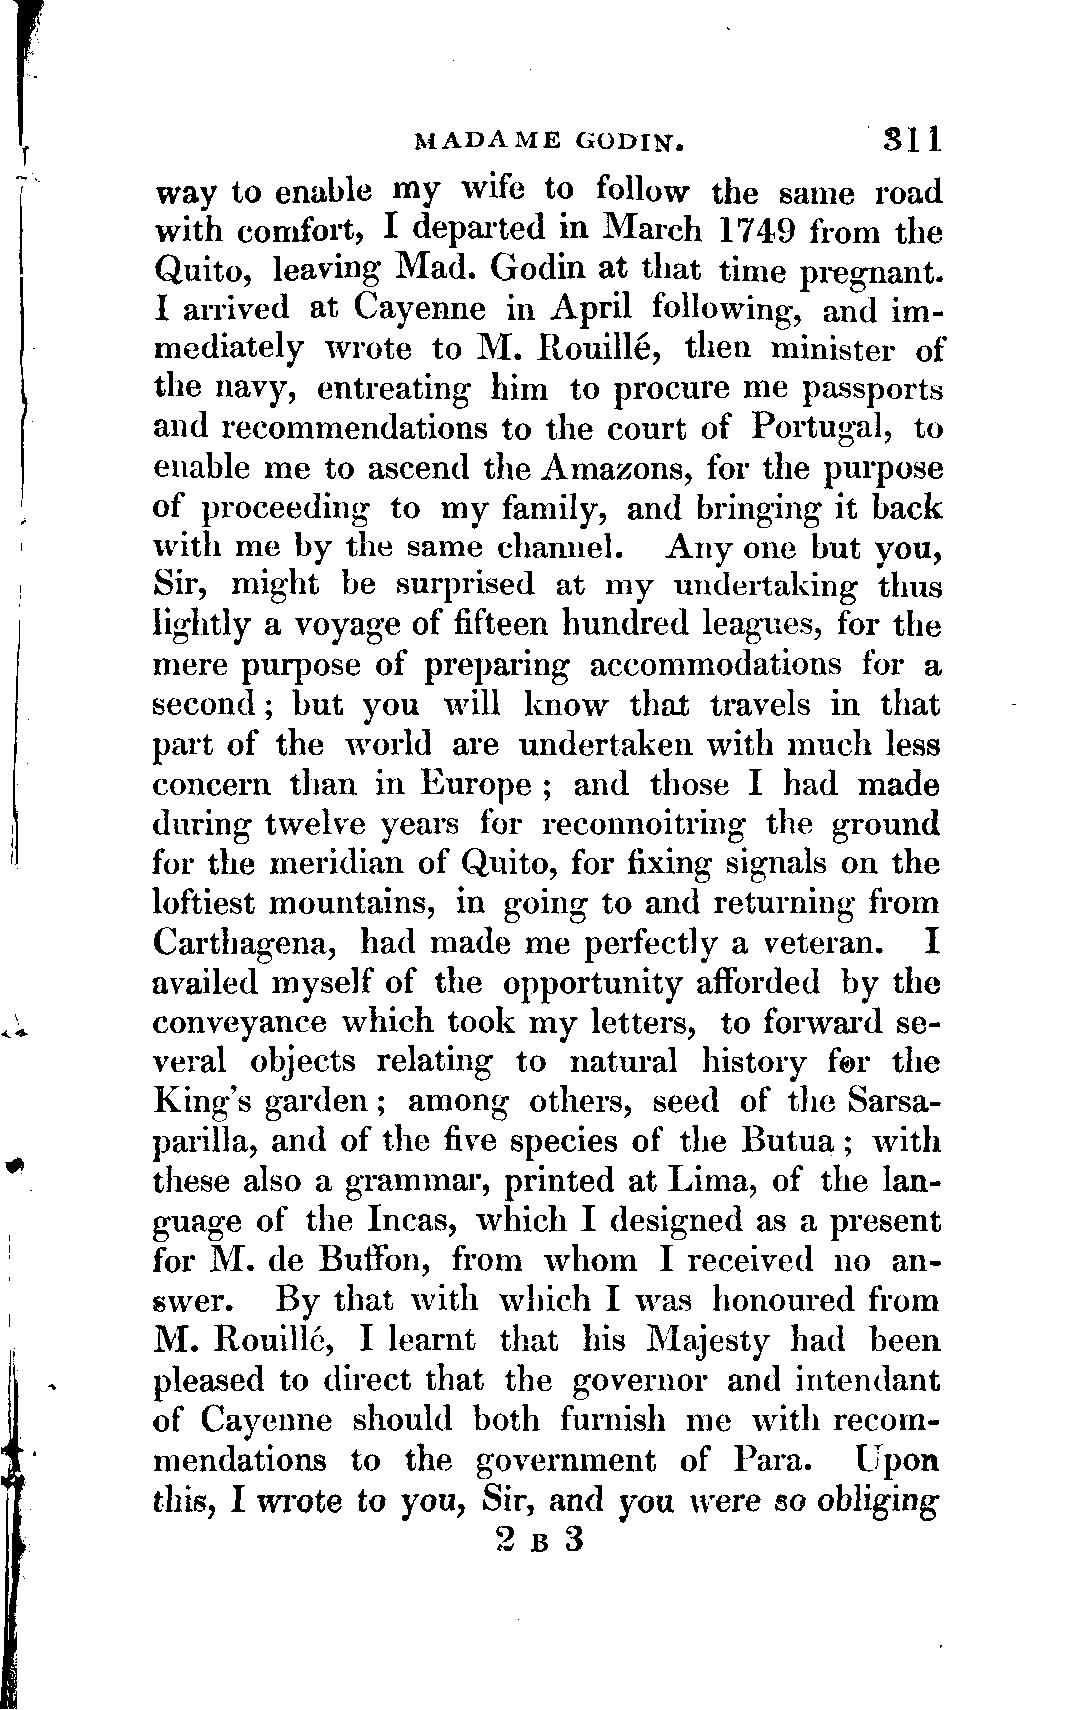 MADAME GODIN. 311
way to enable my wife to follow the same road
with comfort, I departed in March 1749 from the
Quito, leaving Mad. Godin at that time pregnant.
I arrived at Cayenne in April following, and im-
mediately wrote to M. Rouillé, then minister of
the navy, entreating him to procure me passports
and recommendations to the court of Portugal, to
enable me to ascend the Amazons, for the purpose
of proceeding to my family, and bringing it back
with me by the same channel. Any one but you,
Sir, might be surprised at my undertaking thus
lightly a voyage of fifteen hundred leagues, for the
mere purpose of preparing accommodations for a
second; but you will know that travels in that
part of the world are undertaken with much less
concern than in Europe; and those I had made
during twelve years for reconnoitring the ground
for the meridian of Quito, for fixing signals on the
loftiest mountains, in going to and returning from
Carthagena, had made me perfectly a veteran. I
availed myself of the opportunity afforded by the
conveyance which took my letters, to forward se-
veral objects relating to natural history for the
King's garden; among others, seed of the Sarsa-
parilla, and of the five species of the Butua; with
these also a grammar, printed at Lima, of the lan-
guage of the Incas, which I designed as a present
for M. de Buffon, from whom I received no an-
swer. By that with which I was honoured from
M. Rouillé, I learnt that his Majesty had been
pleased to direct that the governor and intendant
of Cayenne should both furnish me with recom-
mendations to the government of Para. Upon
this, I wrote to you, Sir, and you were so obliging
2 B 3